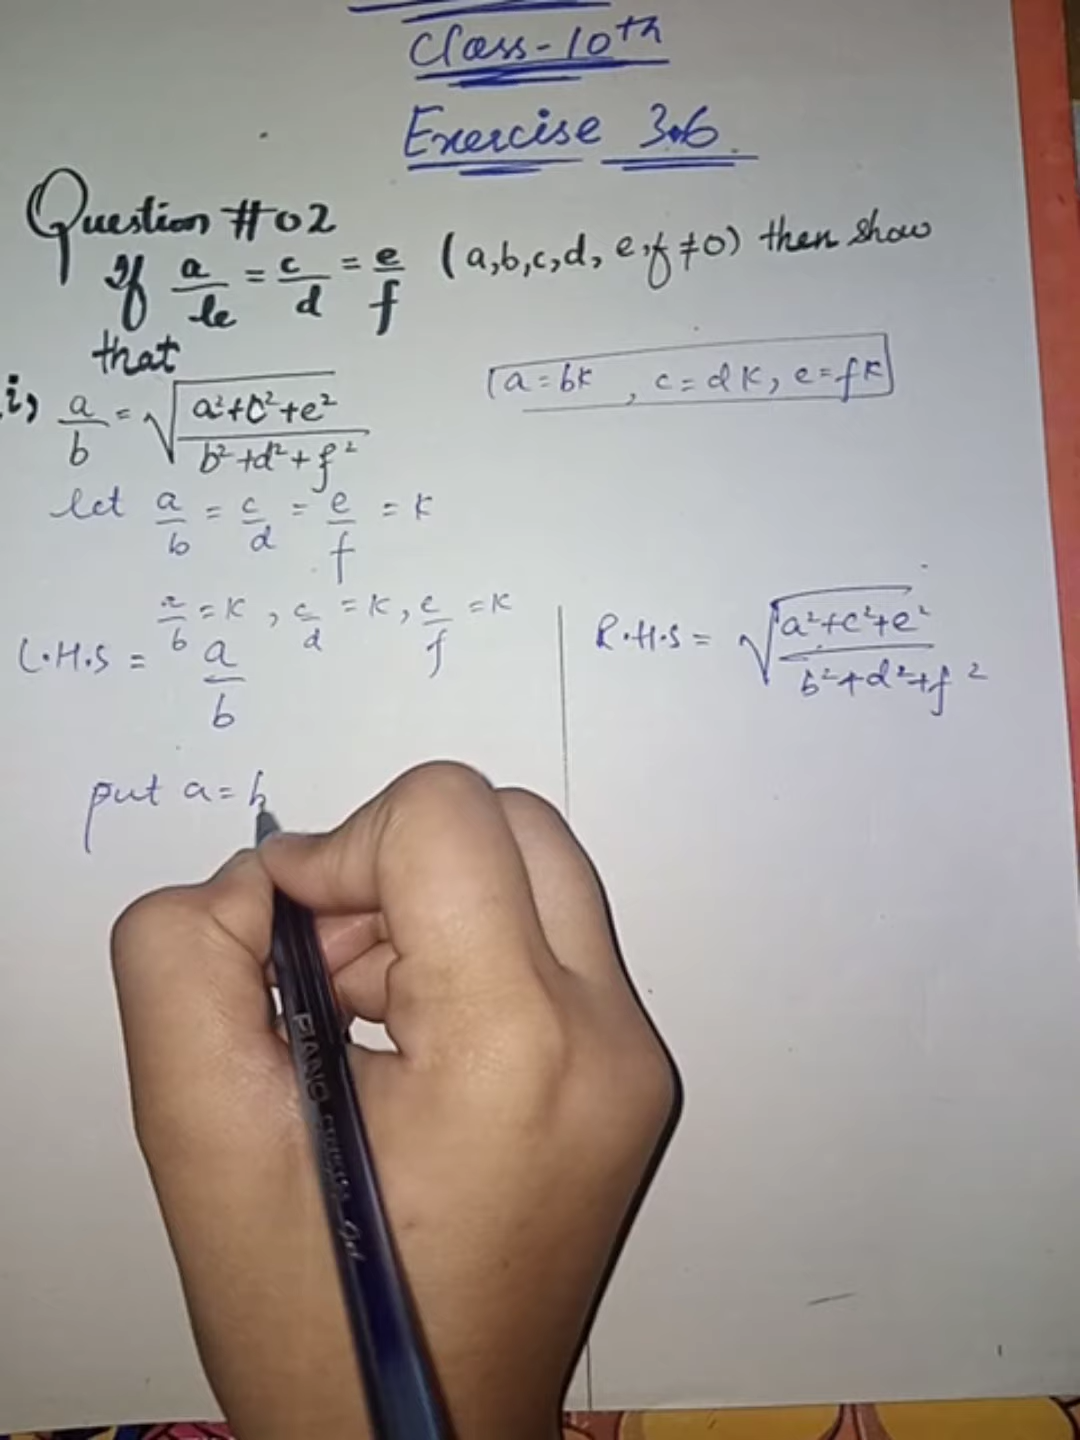 Class-10th
Exercise 3.6
Question #02
If a/b = c/d = e/f (a,b,c,d, e,f ≠0) then show
that
i, a/b = √(a²+c²+e² / b²+d²+f²)
a=bk , c=dk, e=fk
let a/b = c/d = e/f = k
a/b = k , c/d = k, e/f = k
L.H.S = a/b
R.H.S = √(a²+c²+e² / b²+d²+f²)
put a = b
PIANO